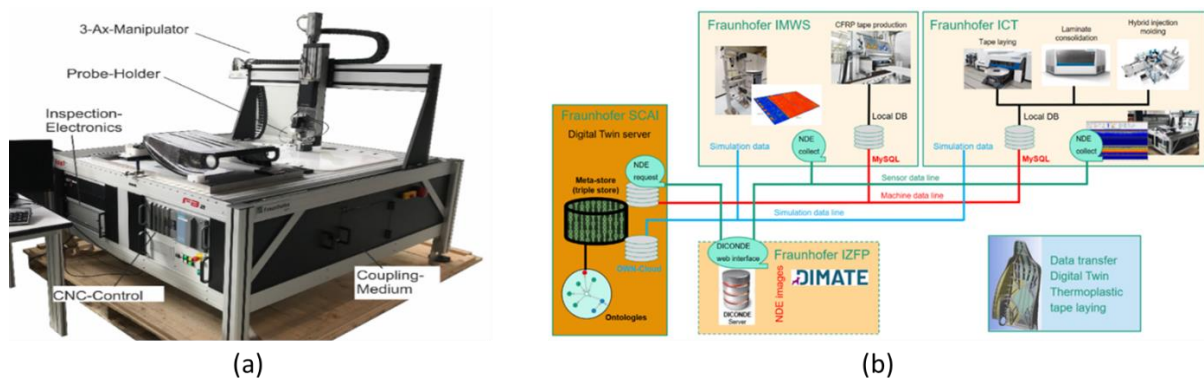 3-Ax-Manipulator
Probe-Holder
Inspection-
Electronics
CNC-Control
Coupling-
Medium
(a)
Fraunhofer IMWS
CFRP tape production
Local DB
NDE
collect
Simulation data
MySQL
Fraunhofer ICT
Tape laying
Laminate
consolidation
Hybrid injection
molding
Local DB
NDE
collect
Simulation data
MySQL
Fraunhofer SCAI
Digital Twin server
NDE
request
Meta-store
(triple store)
OWN-Cloud
Ontologies
Sensor data line
Machine data line
Simulation data line
DICONDE
web interface
Fraunhofer IZFP
DICONDE
Server
NDE images
DIMATE
Data transfer
Digital Twin
Thermoplastic
tape laying
(b)